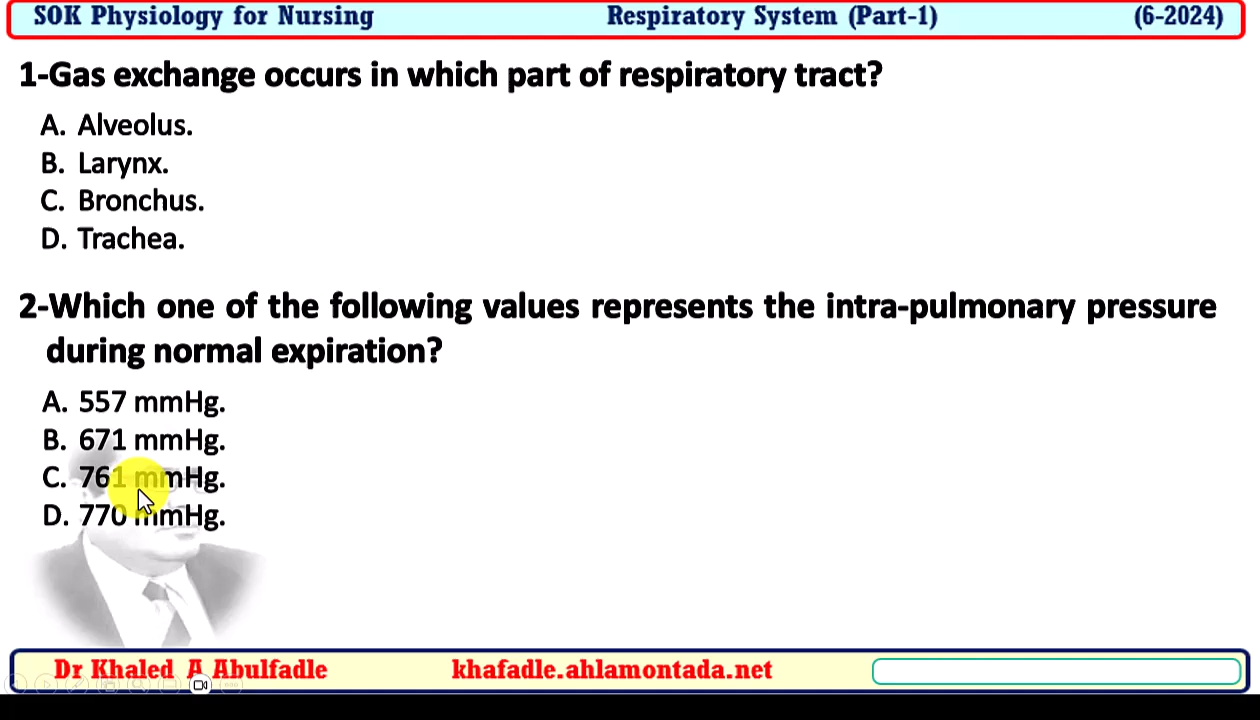 SOK Physiology for Nursing Respiratory System (Part-1) (6-2024)
1-Gas exchange occurs in which part of respiratory tract?
A. Alveolus.
B. Larynx.
C. Bronchus.
D. Trachea.
2-Which one of the following values represents the intra-pulmonary pressure
during normal expiration?
A. 557 mmHg.
B. 671 mmHg.
C. 761 mmHg.
D. 770 mmHg.
Dr Khaled A Abulfadle khafadle.ahlamontada.net